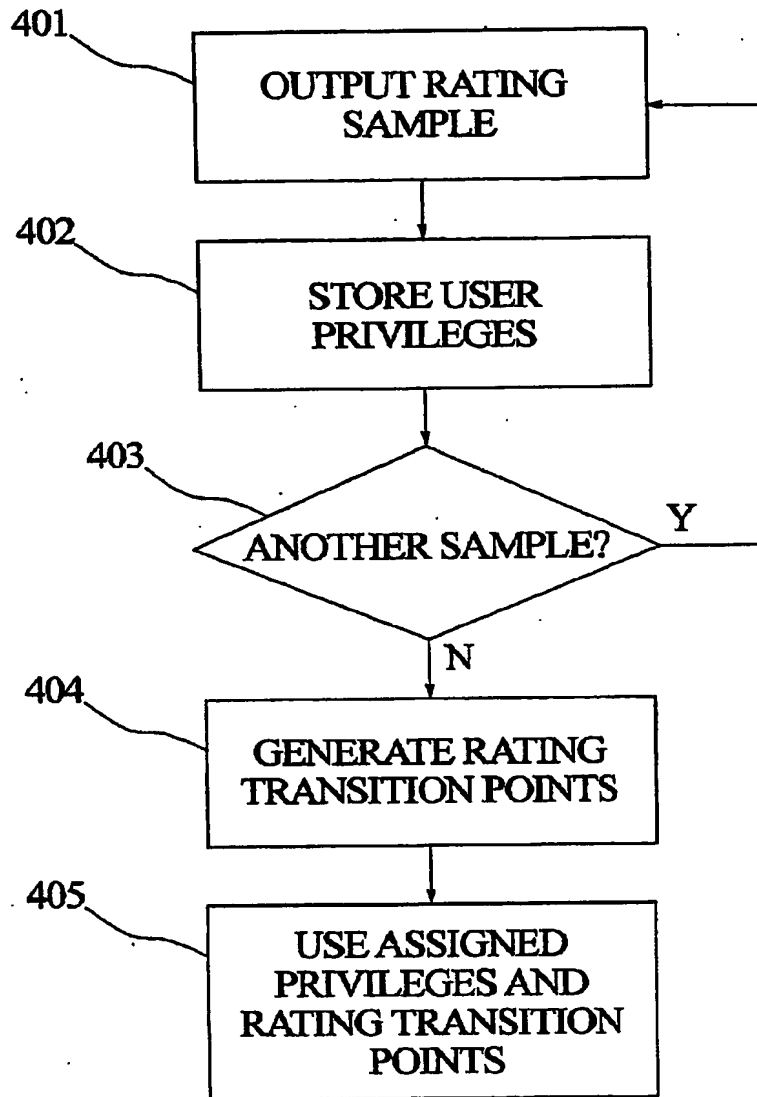 401
OUTPUT RATING
SAMPLE
402
STORE USER
PRIVILEGES
403
ANOTHER SAMPLE?
Y
N
404
GENERATE RATING
TRANSITION POINTS
405
USE ASSIGNED
PRIVILEGES AND
RATING TRANSITION
POINTS